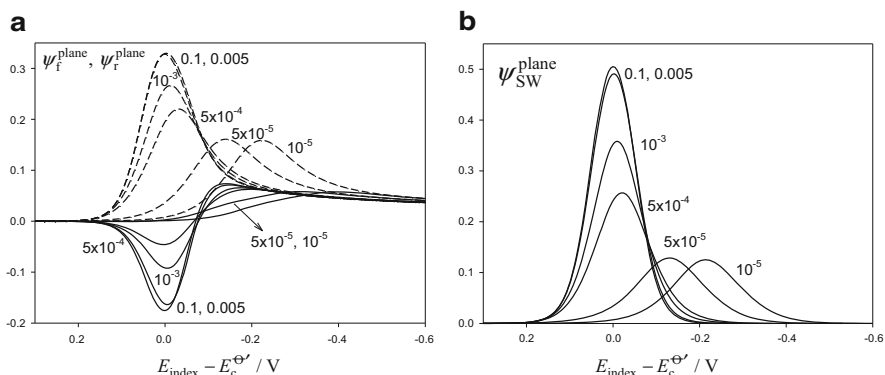 a
ψ_f^plane, ψ_r^plane
0.3
0.2
0.1
0.0
-0.1
-0.2
0.1, 0.005
10⁻³
5x10⁻⁴
5x10⁻⁵
10⁻⁵
5x10⁻⁴
10⁻³
5x10⁻⁵, 10⁻⁵
0.1, 0.005
0.2 0.0 -0.2 -0.4 -0.6
E_index − E_c^⊖′ / V
b
ψ_SW^plane
0.5
0.4
0.3
0.2
0.1
0.0
0.1, 0.005
10⁻³
5x10⁻⁴
5x10⁻⁵
10⁻⁵
0.2 0.0 -0.2 -0.4 -0.6
E_index − E_c^⊖′ / V